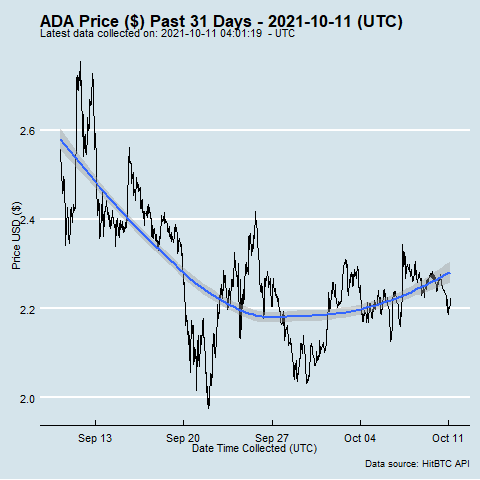 ADA Price ($) Past 31 Days - 2021-10-11 (UTC)
Latest data collected on: 2021-10-11 04:01:19 - UTC
2.6
2.4
2.2
2.0
Price USD ($)
Sep 13 Sep 20 Sep 27 Oct 04 Oct 11
Date Time Collected (UTC)
Data source: HitBTC API